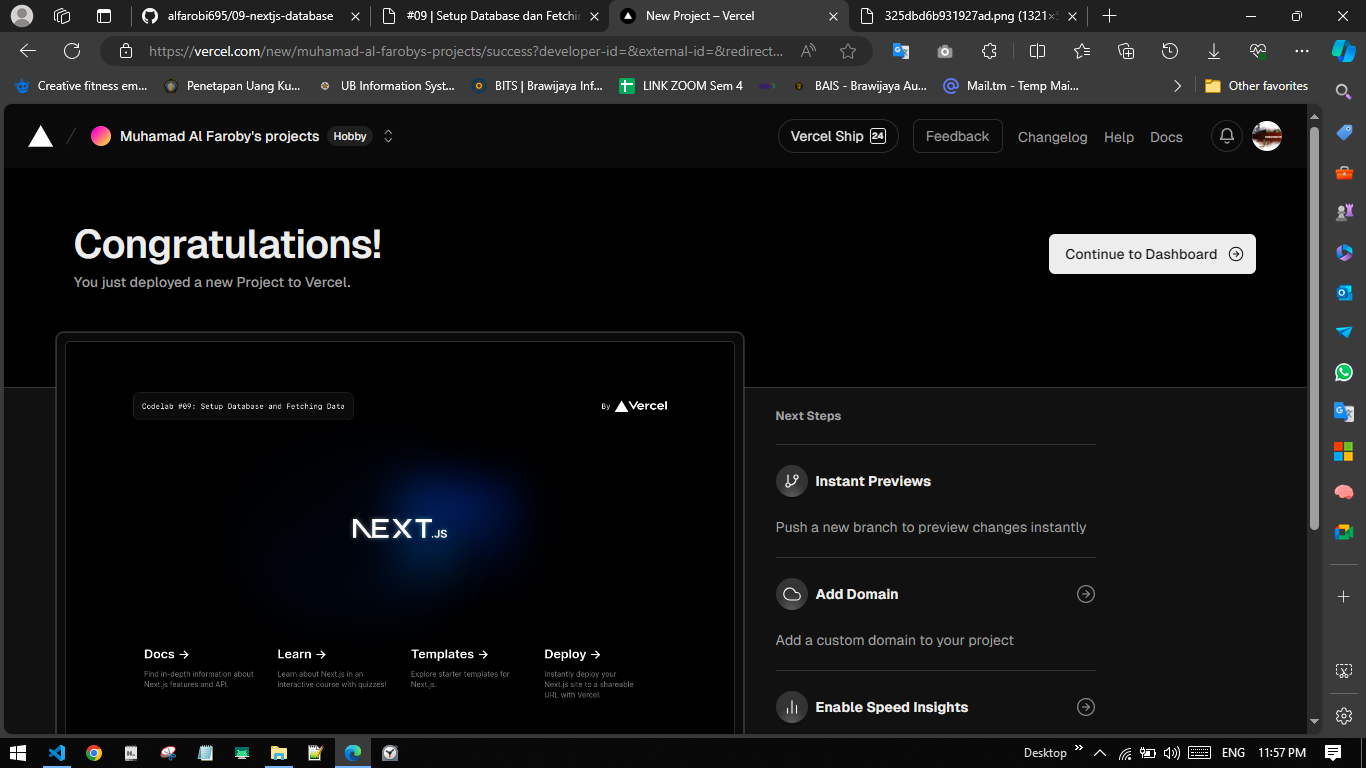 alfarobi695/09-nextjs-database
#09 | Setup Database dan Fetchin
New Project – Vercel
325dbd6b931927ad.png (1321×5
https://vercel.com/new/muhamad-al-farobys-projects/success?developer-id=&external-id=&redirect...
Creative fitness em...
Penetapan Uang Ku...
UB Information Syst...
BITS | Brawijaya Inf...
LINK ZOOM Sem 4
BAIS - Brawijaya Au...
Mail.tm - Temp Mai...
Other favorites
Muhamad Al Faroby's projects
Hobby
Vercel Ship 24
Feedback
Changelog
Help
Docs
Congratulations!
You just deployed a new Project to Vercel.
Continue to Dashboard
Codelab #09: Setup Database and Fetching Data
By Vercel
NEXT.JS
Docs ->
Find in-depth information about
Next.js features and API.
Learn ->
Learn about Next.js in an
interactive course with quizzes!
Templates ->
Explore starter templates for
Next.js.
Deploy ->
Instantly deploy your
Next.js site to a shareable
URL with Vercel.
Next Steps
Instant Previews
Push a new branch to preview changes instantly
Add Domain
Add a custom domain to your project
Enable Speed Insights
Desktop
ENG
11:57 PM